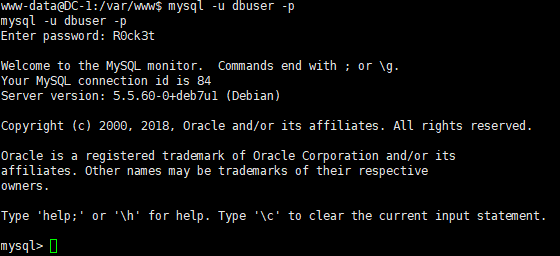 www-data@DC-1:/var/www$ mysql -u dbuser -p
mysql -u dbuser -p
Enter password: R0ck3t
Welcome to the MySQL monitor.  Commands end with ; or \g.
Your MySQL connection id is 84
Server version: 5.5.60-0+deb7u1 (Debian)
Copyright (c) 2000, 2018, Oracle and/or its affiliates. All rights reserved.
Oracle is a registered trademark of Oracle Corporation and/or its
affiliates. Other names may be trademarks of their respective
owners.
Type 'help;' or '\h' for help. Type '\c' to clear the current input statement.
mysql>